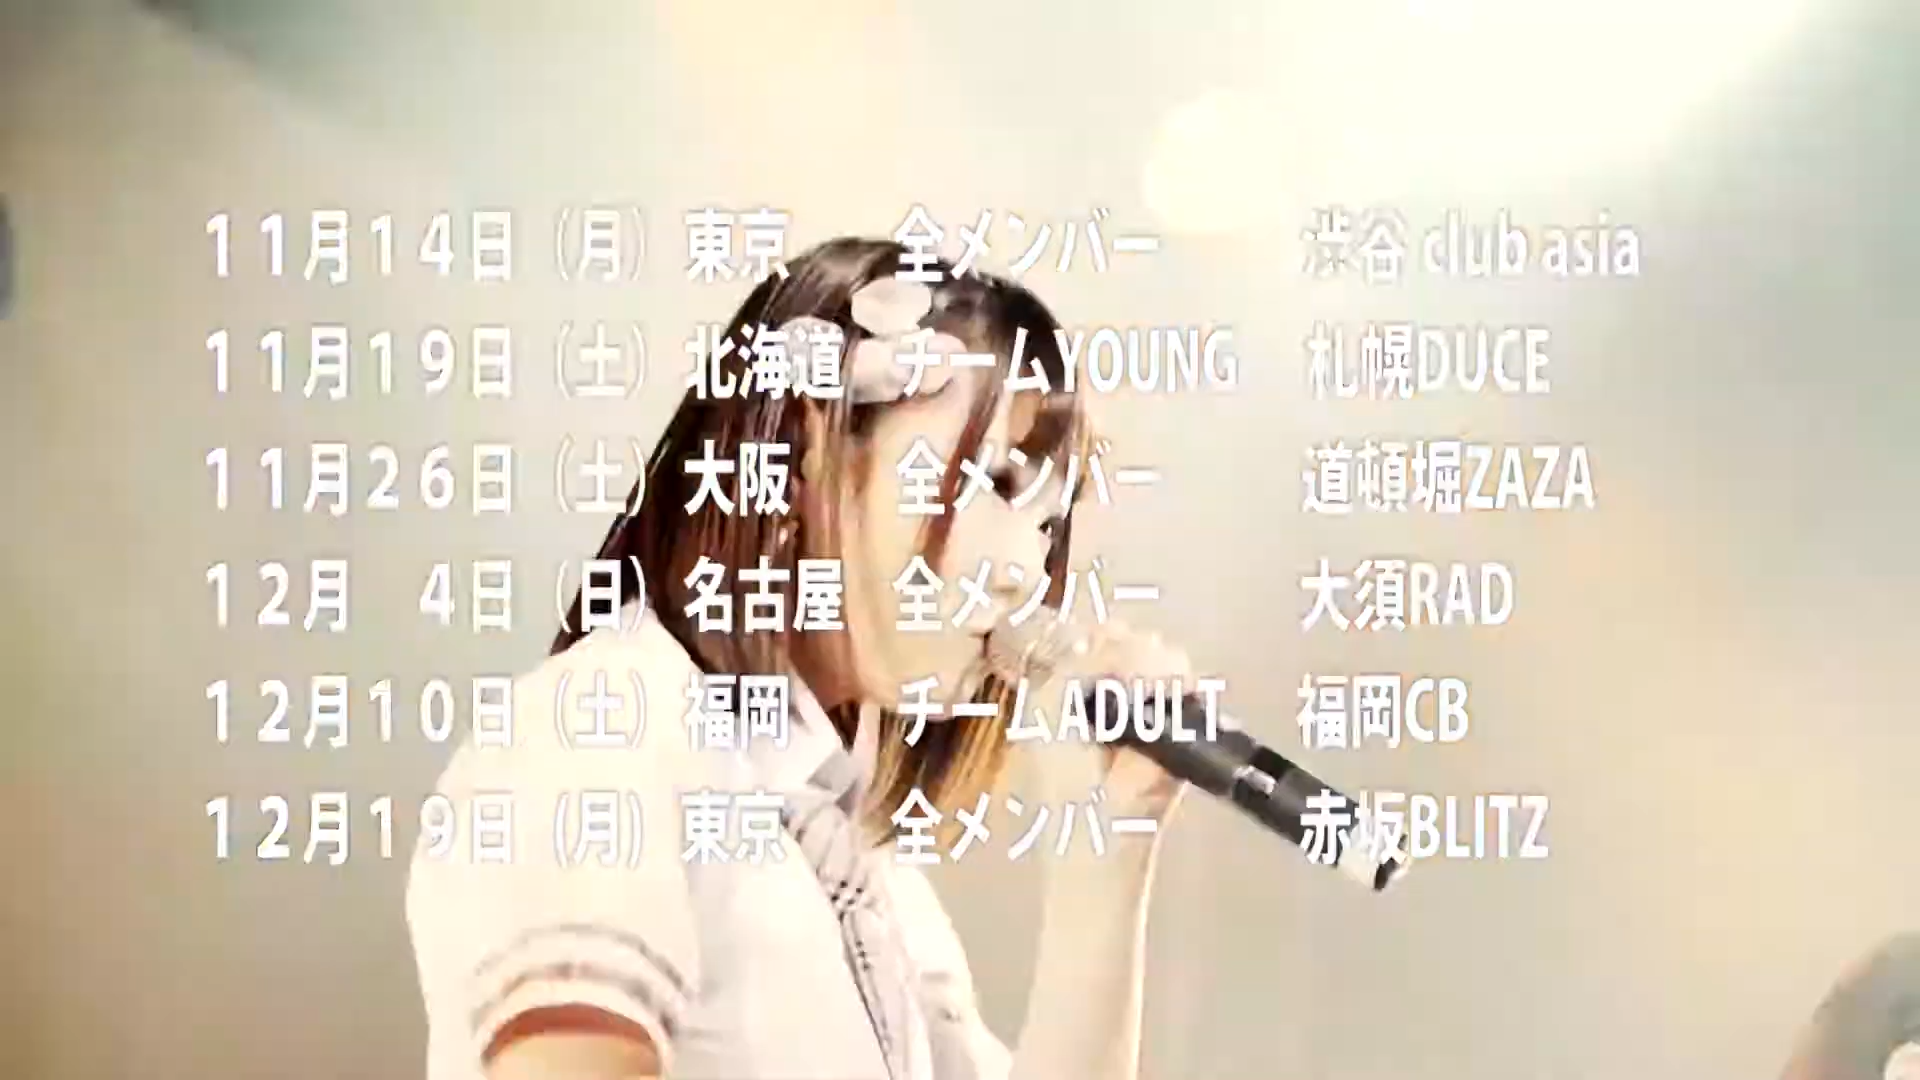 11月14日（月）東京　全メンバー　渋谷 club asia
11月19日（土）北海道　チームYOUNG　札幌DUCE
11月26日（土）大阪　全メンバー　道頓堀ZAZA
12月　4日（日）名古屋　全メンバー　大須RAD
12月10日（土）福岡　チームADULT　福岡CB
12月19日（月）東京　全メンバー　赤坂BLITZ